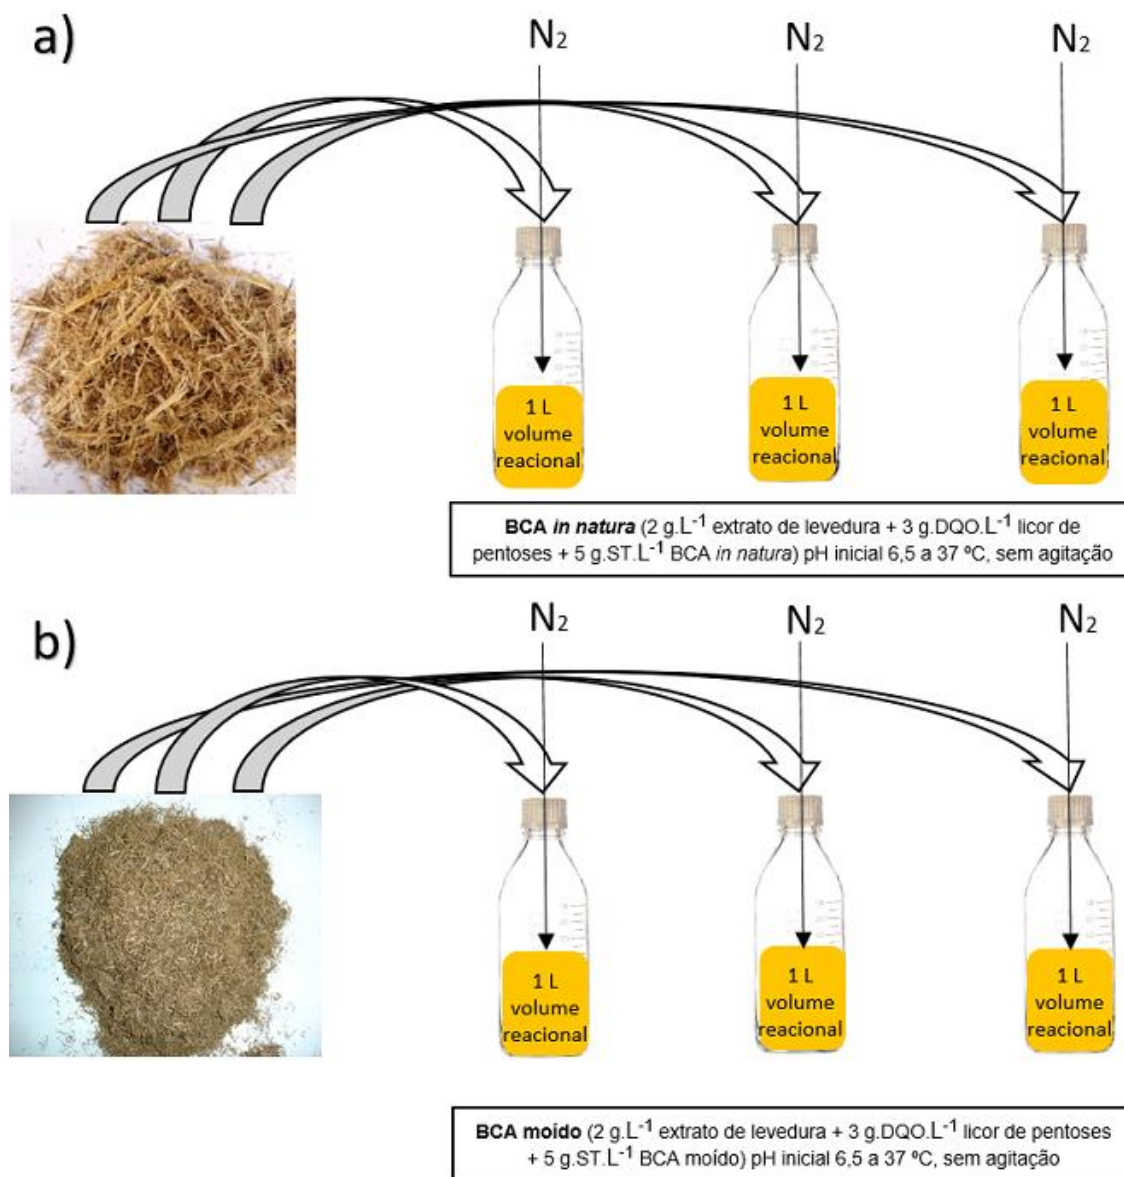 a)
N₂ N₂ N₂
1 L
volume
reacional
1 L
volume
reacional
1 L
volume
reacional
BCA in natura (2 g.L⁻¹ extrato de levedura + 3 g.DQO.L⁻¹ licor de
pentoses + 5 g.ST.L⁻¹ BCA in natura) pH inicial 6,5 a 37 ºC, sem agitação
b)
N₂ N₂ N₂
1 L
volume
reacional
1 L
volume
reacional
1 L
volume
reacional
BCA moído (2 g.L⁻¹ extrato de levedura + 3 g.DQO.L⁻¹ licor de pentoses
+ 5 g.ST.L⁻¹ BCA moído) pH inicial 6,5 a 37 ºC, sem agitação